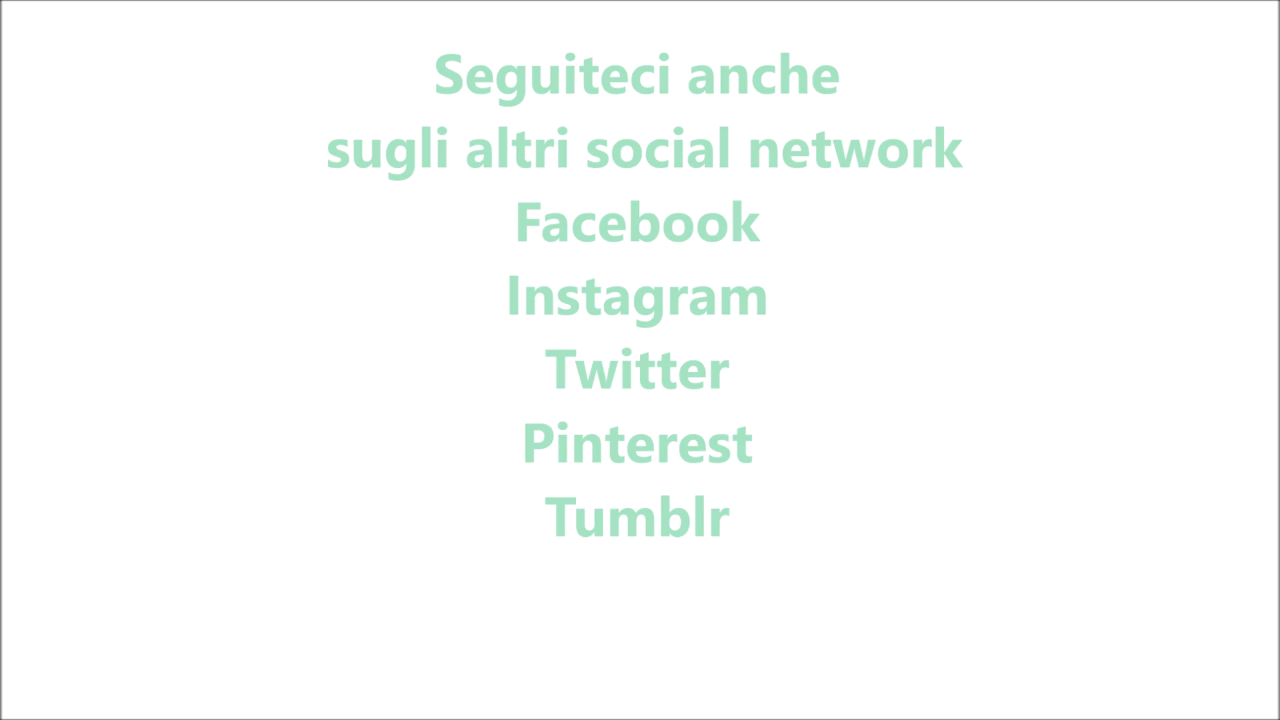 Seguiteci anche
sugli altri social network
Facebook
Instagram
Twitter
Pinterest
Tumblr